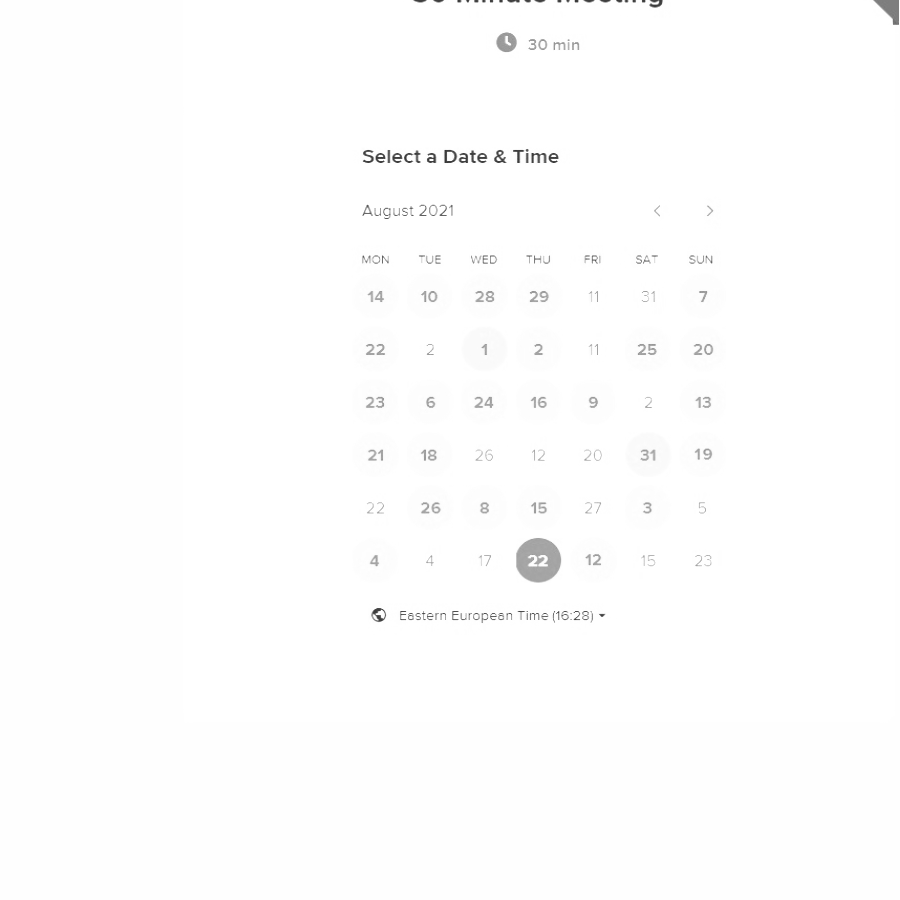 30 min
Select a Date & Time
August 2021
MON TUE WED THU FRI SAT SUN
14 10 28 29 11 31 7
22 2 1 2 11 25 20
23 6 24 16 9 2 13
21 18 26 12 20 31 19
22 26 8 15 27 3 5
4 4 17 22 12 15 23
Eastern European Time (16:28)